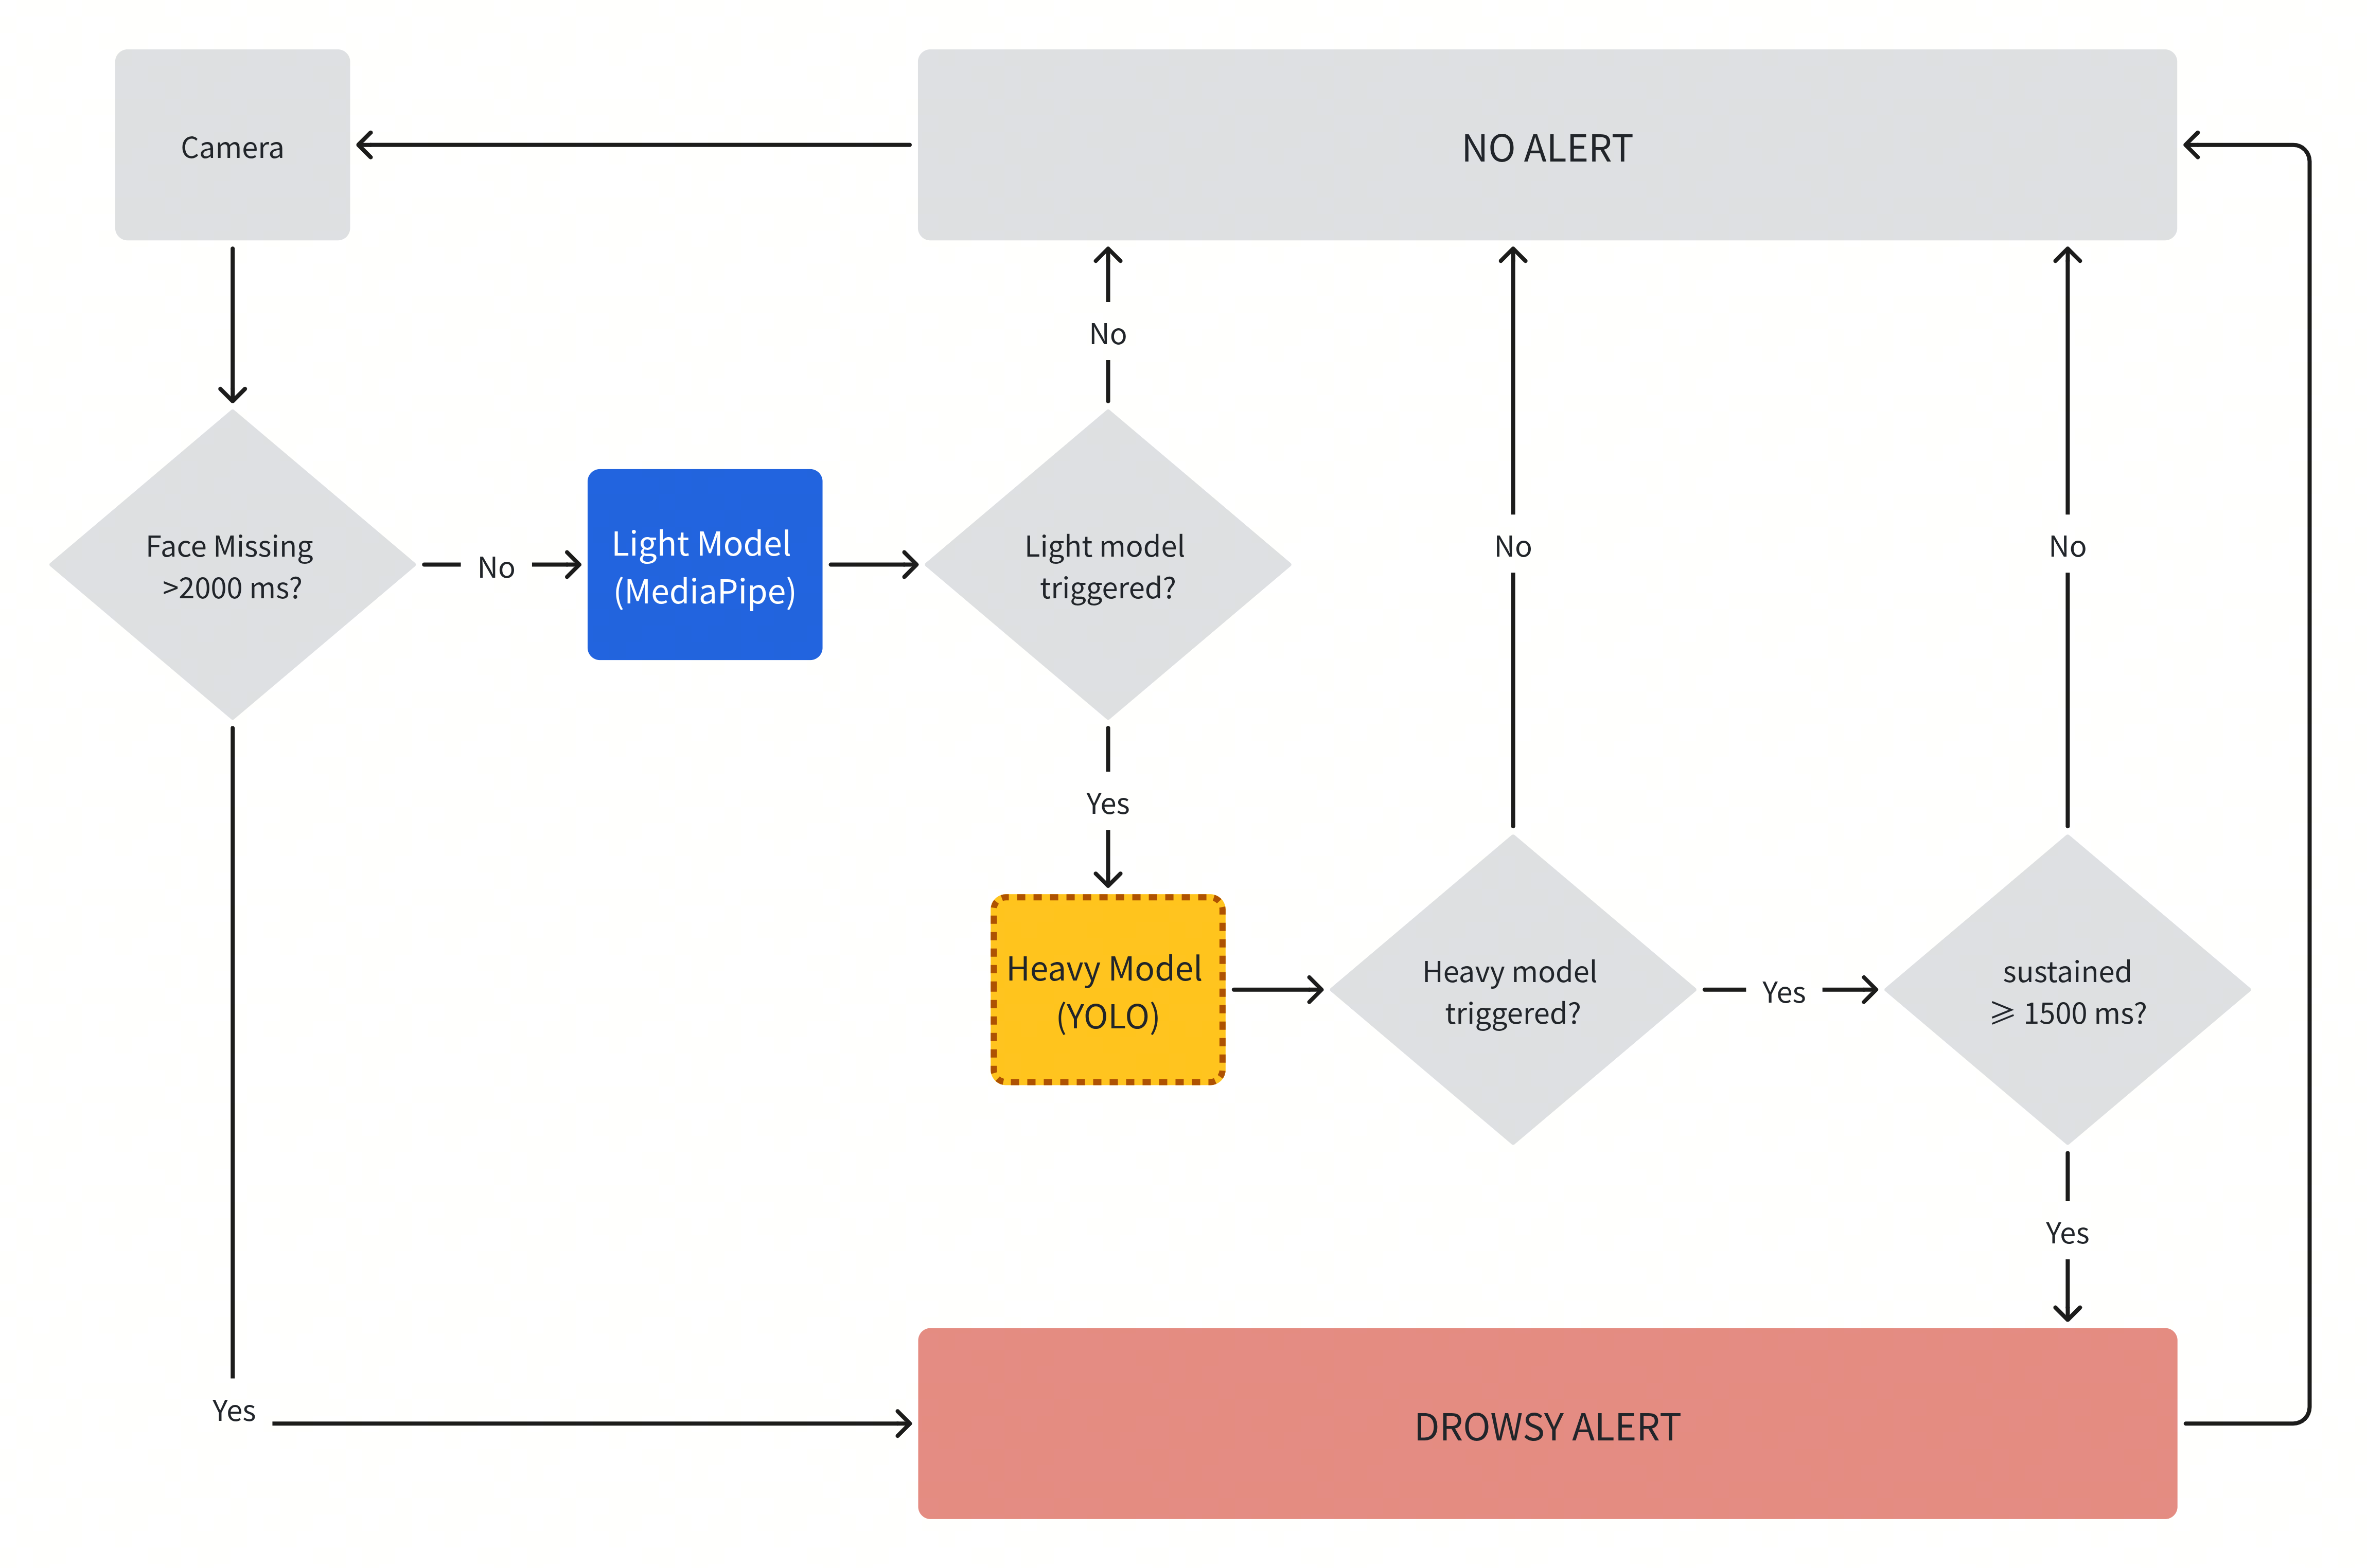 Camera
NO ALERT
No
Face Missing
>2000 ms?
No
Light Model
(MediaPipe)
Light model
triggered?
No
No
Yes
Heavy Model
(YOLO)
Heavy model
triggered?
Yes
sustained
⩾ 1500 ms?
Yes
Yes
DROWSY ALERT